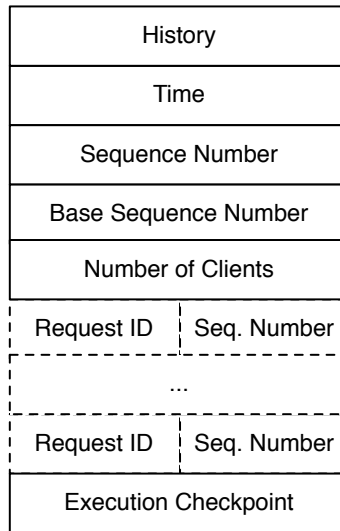 History
Time
Sequence Number
Base Sequence Number
Number of Clients
Request ID Seq. Number
...
Request ID Seq. Number
Execution Checkpoint